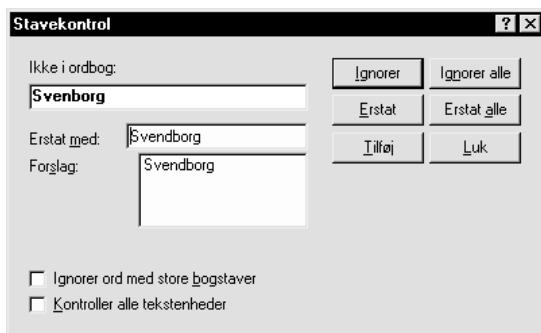 Stavekontrol
Ikke i ordbog:
Svenborg
Ignorer
Ignorer alle
Erstat med:
Svendborg
Erstat
Erstat alle
Forslag:
Svendborg
Tilføj
Luk
Ignorer ord med store bogstaver
Kontroller alle tekstenheder